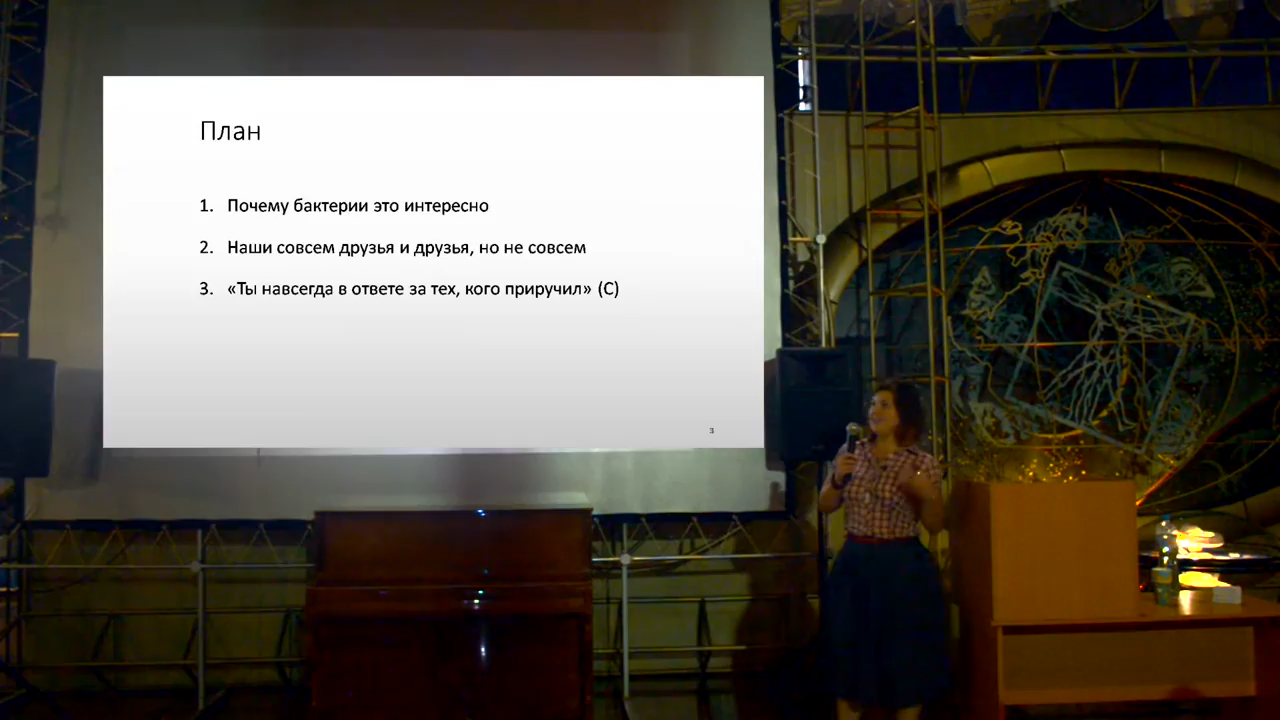 План
1. Почему бактерии это интересно
2. Наши совсем друзья и друзья, но не совсем
3. «Ты навсегда в ответе за тех, кого приручил» (С)
3